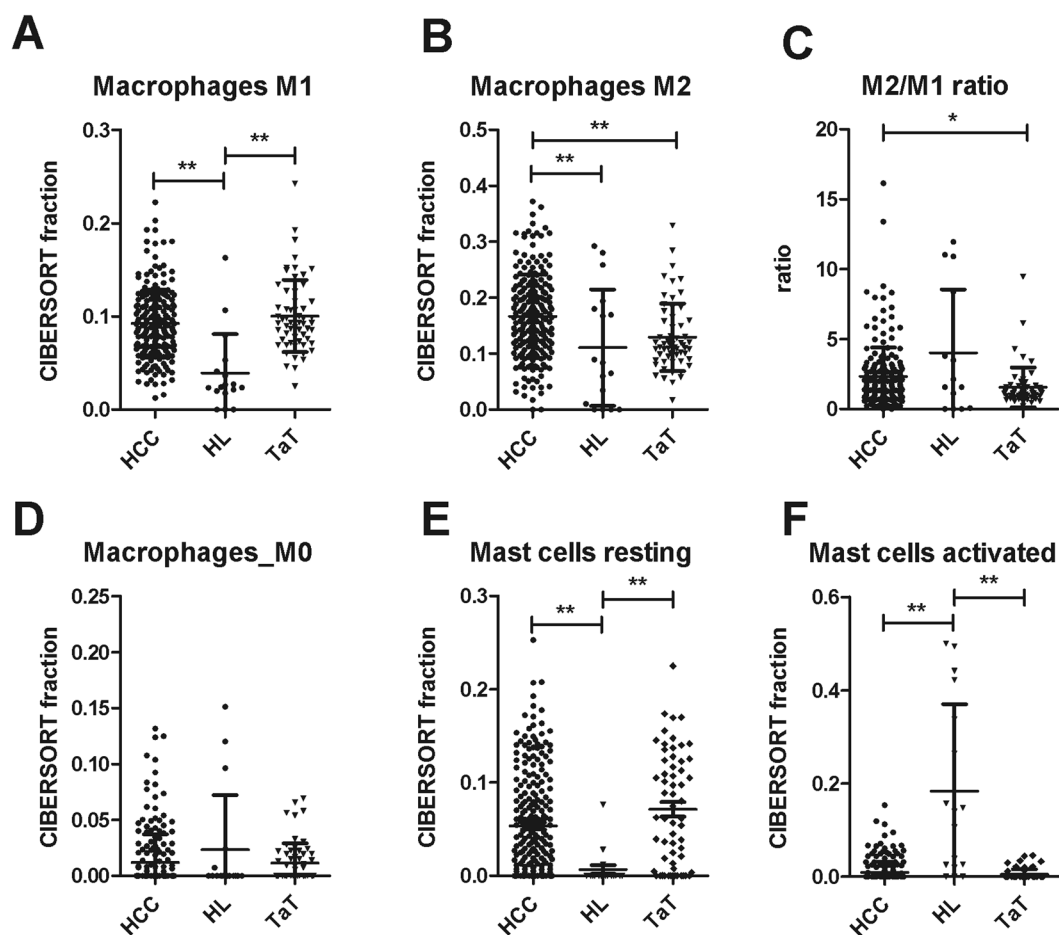 A
Macrophages M1
CIBERSORT fraction
0.3
0.2
0.1
0.0
**
**
HCC
HL
TaT
B
Macrophages M2
CIBERSORT fraction
0.5
0.4
0.3
0.2
0.1
0.0
**
**
HCC
HL
TaT
C
M2/M1 ratio
ratio
20
15
10
5
0
*
HCC
HL
TaT
D
Macrophages_M0
CIBERSORT fraction
0.25
0.20
0.15
0.10
0.05
0.00
HCC
HL
TaT
E
Mast cells resting
CIBERSORT fraction
0.3
0.2
0.1
0.0
**
**
HCC
HL
TaT
F
Mast cells activated
CIBERSORT fraction
0.6
0.4
0.2
0.0
**
**
HCC
HL
TaT